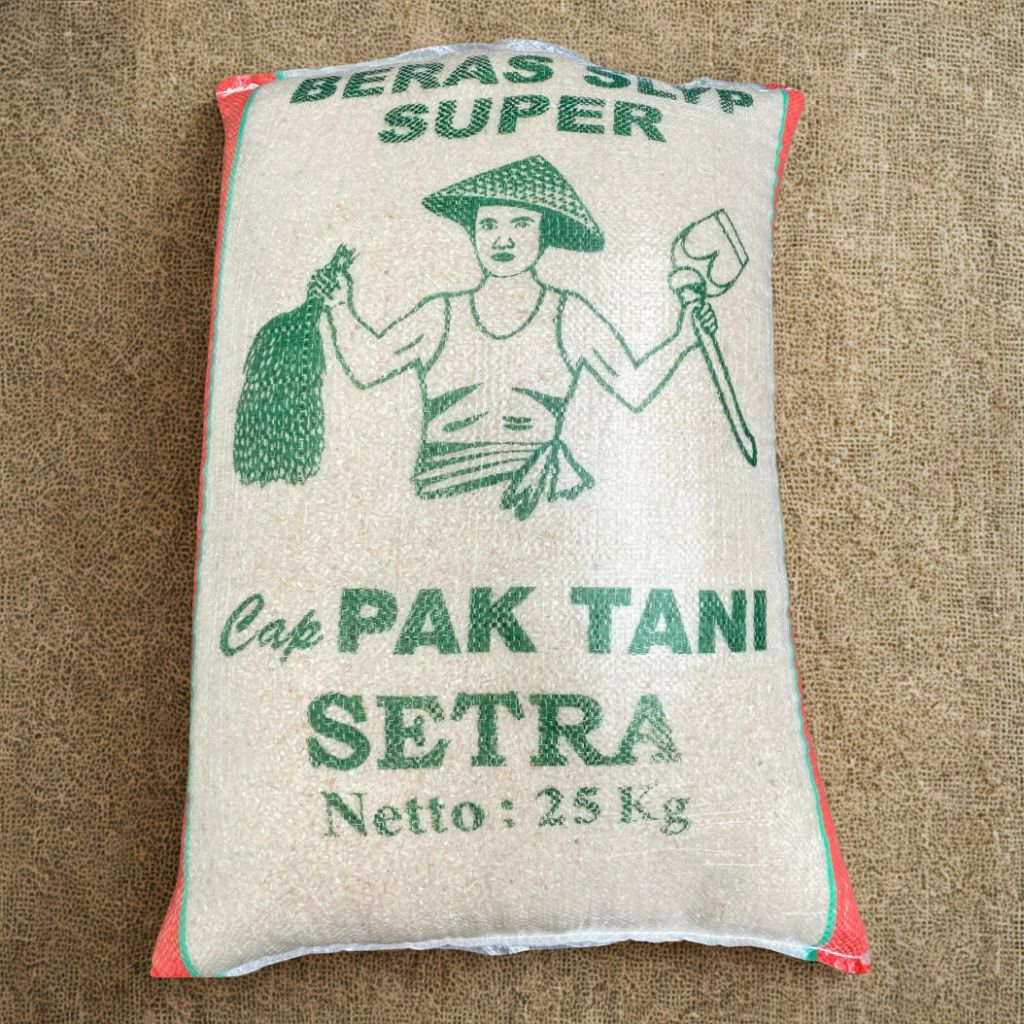 BERAS SLYP
SUPER
Cap PAK TANI
SETRA
Netto : 25 Kg